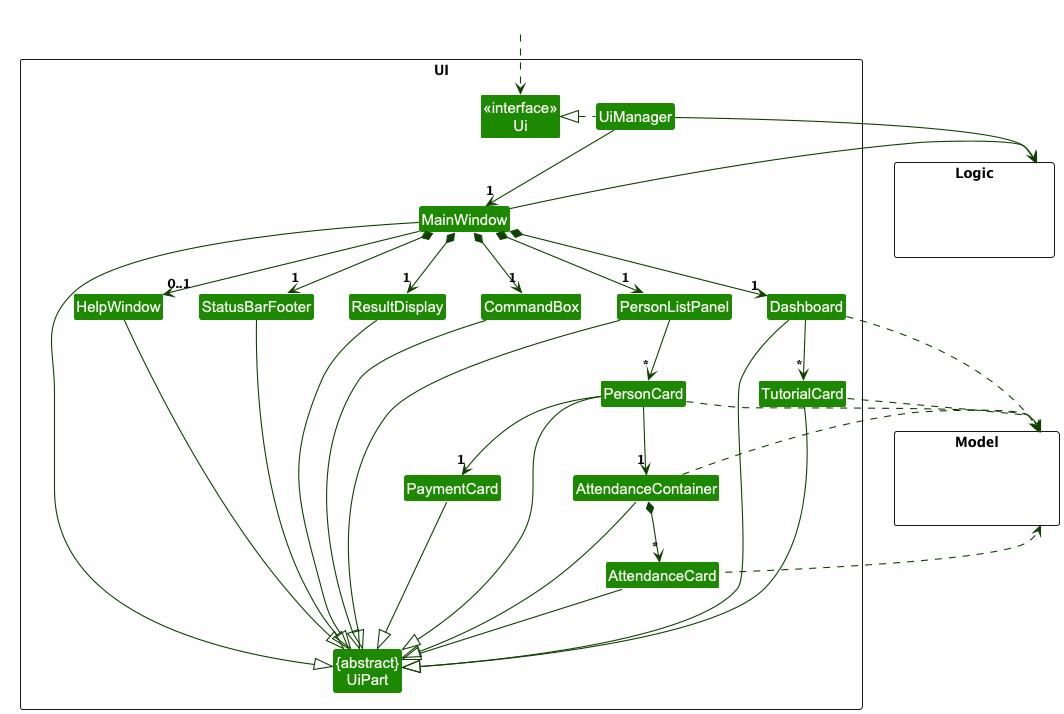 UI
«interface»
Ui
UiManager
Logic
1
MainWindow
0..1
1
1
1
1
1
HelpWindow
StatusBarFooter
ResultDisplay
CommandBox
PersonListPanel
Dashboard
*
*
PersonCard
TutorialCard
Model
1
1
PaymentCard
AttendanceContainer
*
AttendanceCard
{abstract}
UiPart